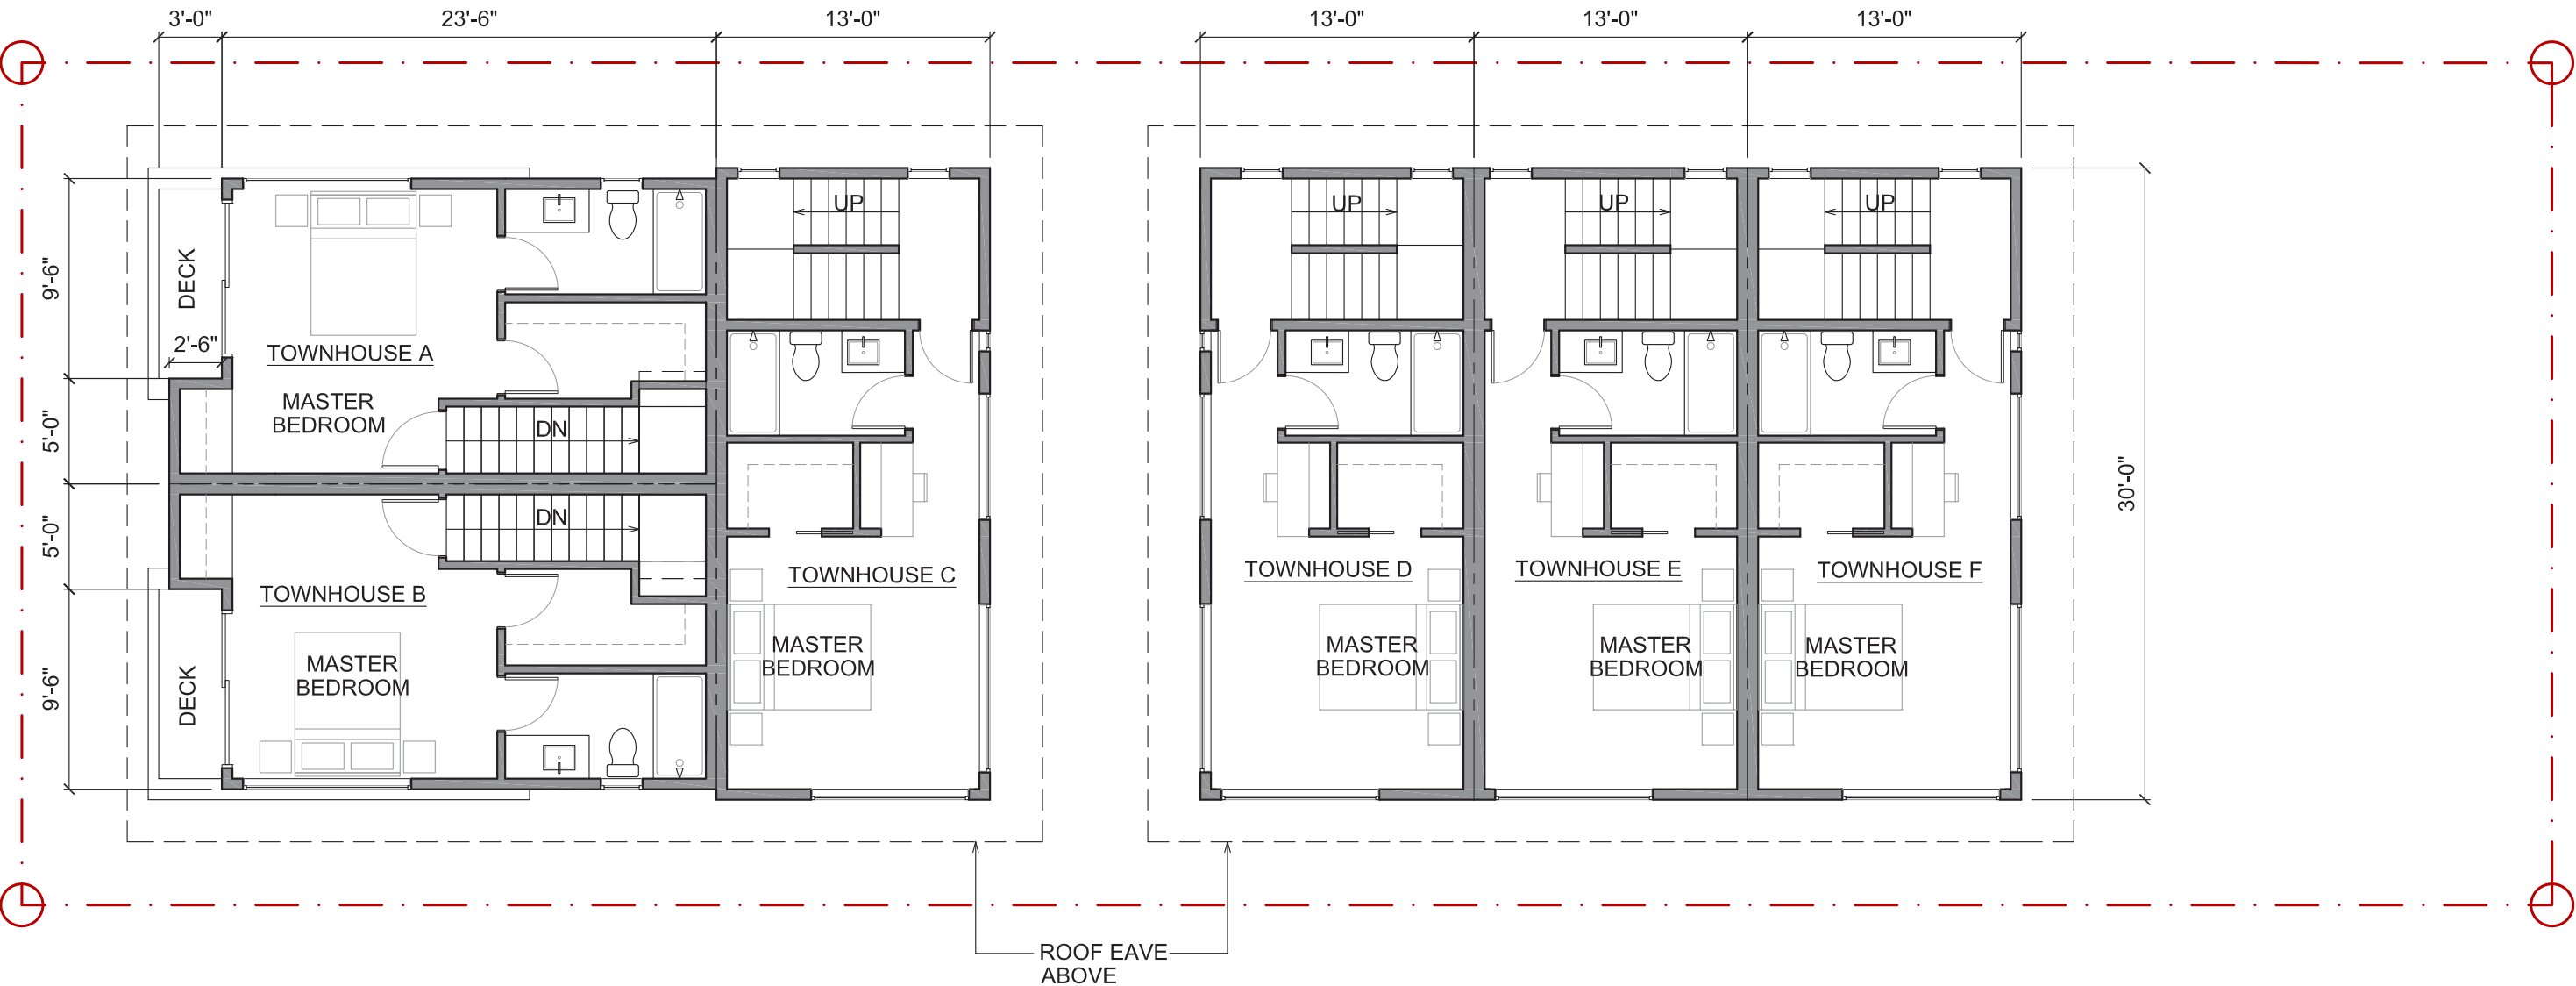 3'-0"
23'-6"
13'-0"
13'-0"
13'-0"
13'-0"
9'-6"
5'-0"
5'-0"
9'-6"
30'-0"
DECK
2'-6"
TOWNHOUSE A
MASTER
BEDROOM
DN
DN
TOWNHOUSE B
MASTER
BEDROOM
DECK
UP
TOWNHOUSE C
MASTER
BEDROOM
UP
TOWNHOUSE D
MASTER
BEDROOM
UP
TOWNHOUSE E
MASTER
BEDROOM
UP
TOWNHOUSE F
MASTER
BEDROOM
ROOF EAVE
ABOVE